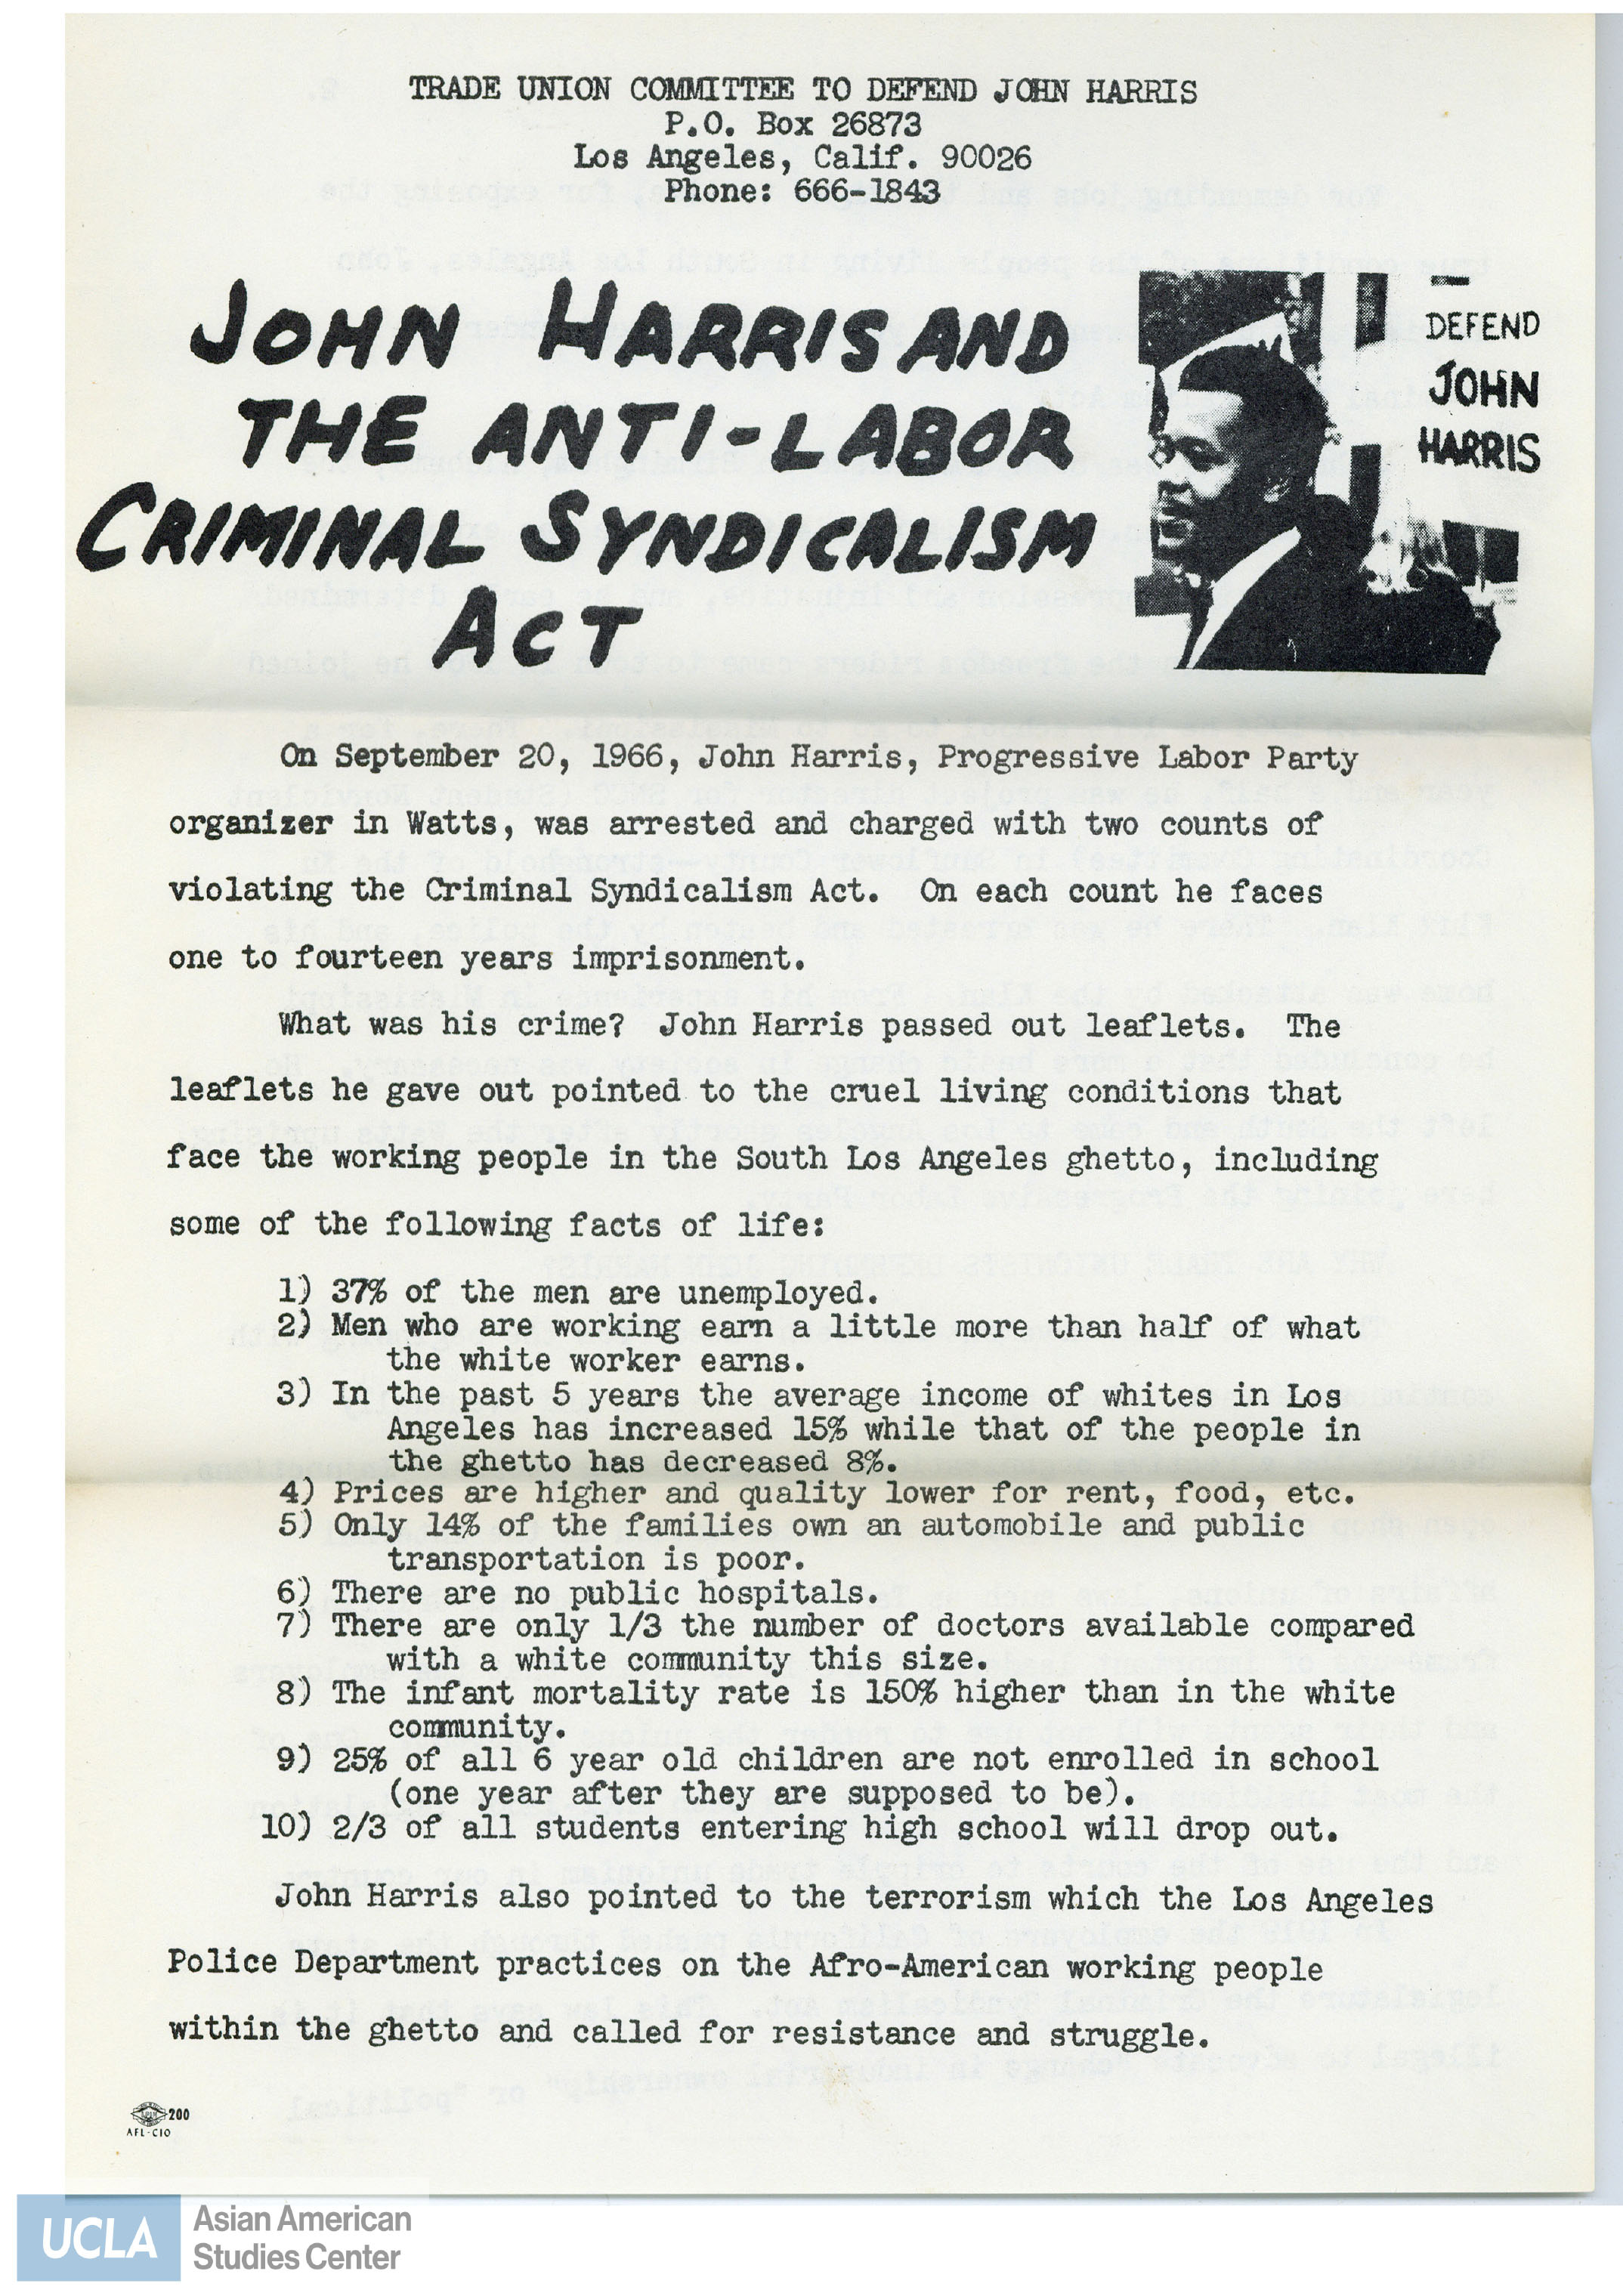 TRADE UNION COMMITTEE TO DEFEND JOHN HARRIS
P.O. Box 26873
Los Angeles, Calif. 90026
Phone: 666-1843
JOHN HARRIS AND
THE ANTI-LABOR
CRIMINAL SYNDICALISM
ACT
DEFEND
JOHN
HARRIS
On September 20, 1966, John Harris, Progressive Labor Party
organizer in Watts, was arrested and charged with two counts of
violating the Criminal Syndicalism Act. On each count he faces
one to fourteen years imprisonment.
What was his crime? John Harris passed out leaflets. The
leaflets he gave out pointed to the cruel living conditions that
face the working people in the South Los Angeles ghetto, including
some of the following facts of life:
1) 37% of the men are unemployed.
2) Men who are working earn a little more than half of what
the white worker earns.
3) In the past 5 years the average income of whites in Los
Angeles has increased 15% while that of the people in
the ghetto has decreased 8%.
4) Prices are higher and quality lower for rent, food, etc.
5) Only 14% of the families own an automobile and public
transportation is poor.
6) There are no public hospitals.
7) There are only 1/3 the number of doctors available compared
with a white community this size.
8) The infant mortality rate is 150% higher than in the white
community.
9) 25% of all 6 year old children are not enrolled in school
(one year after they are supposed to be).
10) 2/3 of all students entering high school will drop out.
John Harris also pointed to the terrorism which the Los Angeles
Police Department practices on the Afro-American working people
within the ghetto and called for resistance and struggle.
200
AFL-CIO
UCLA Asian American
Studies Center